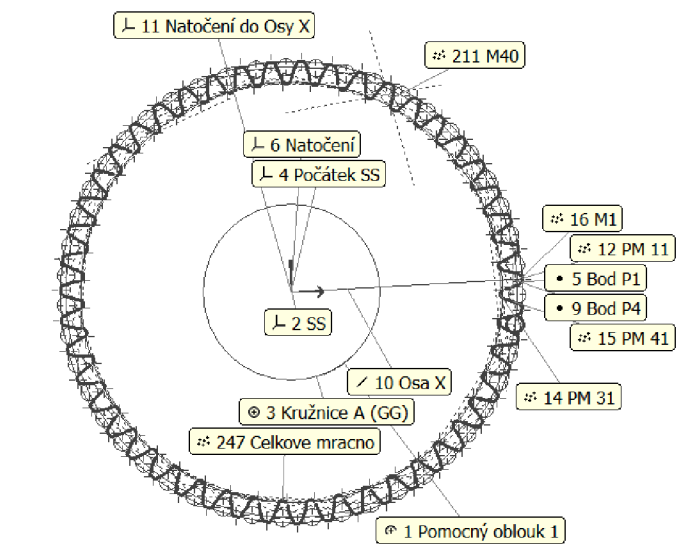 11 Natočení do Osy X
211 M40
6 Natočení
4 Počátek SS
16 M1
12 PM 11
5 Bod P1
9 Bod P4
2 SS
15 PM 41
10 Osa X
14 PM 31
3 Kružnice A (GG)
247 Celkove mracno
1 Pomocný oblouk 1